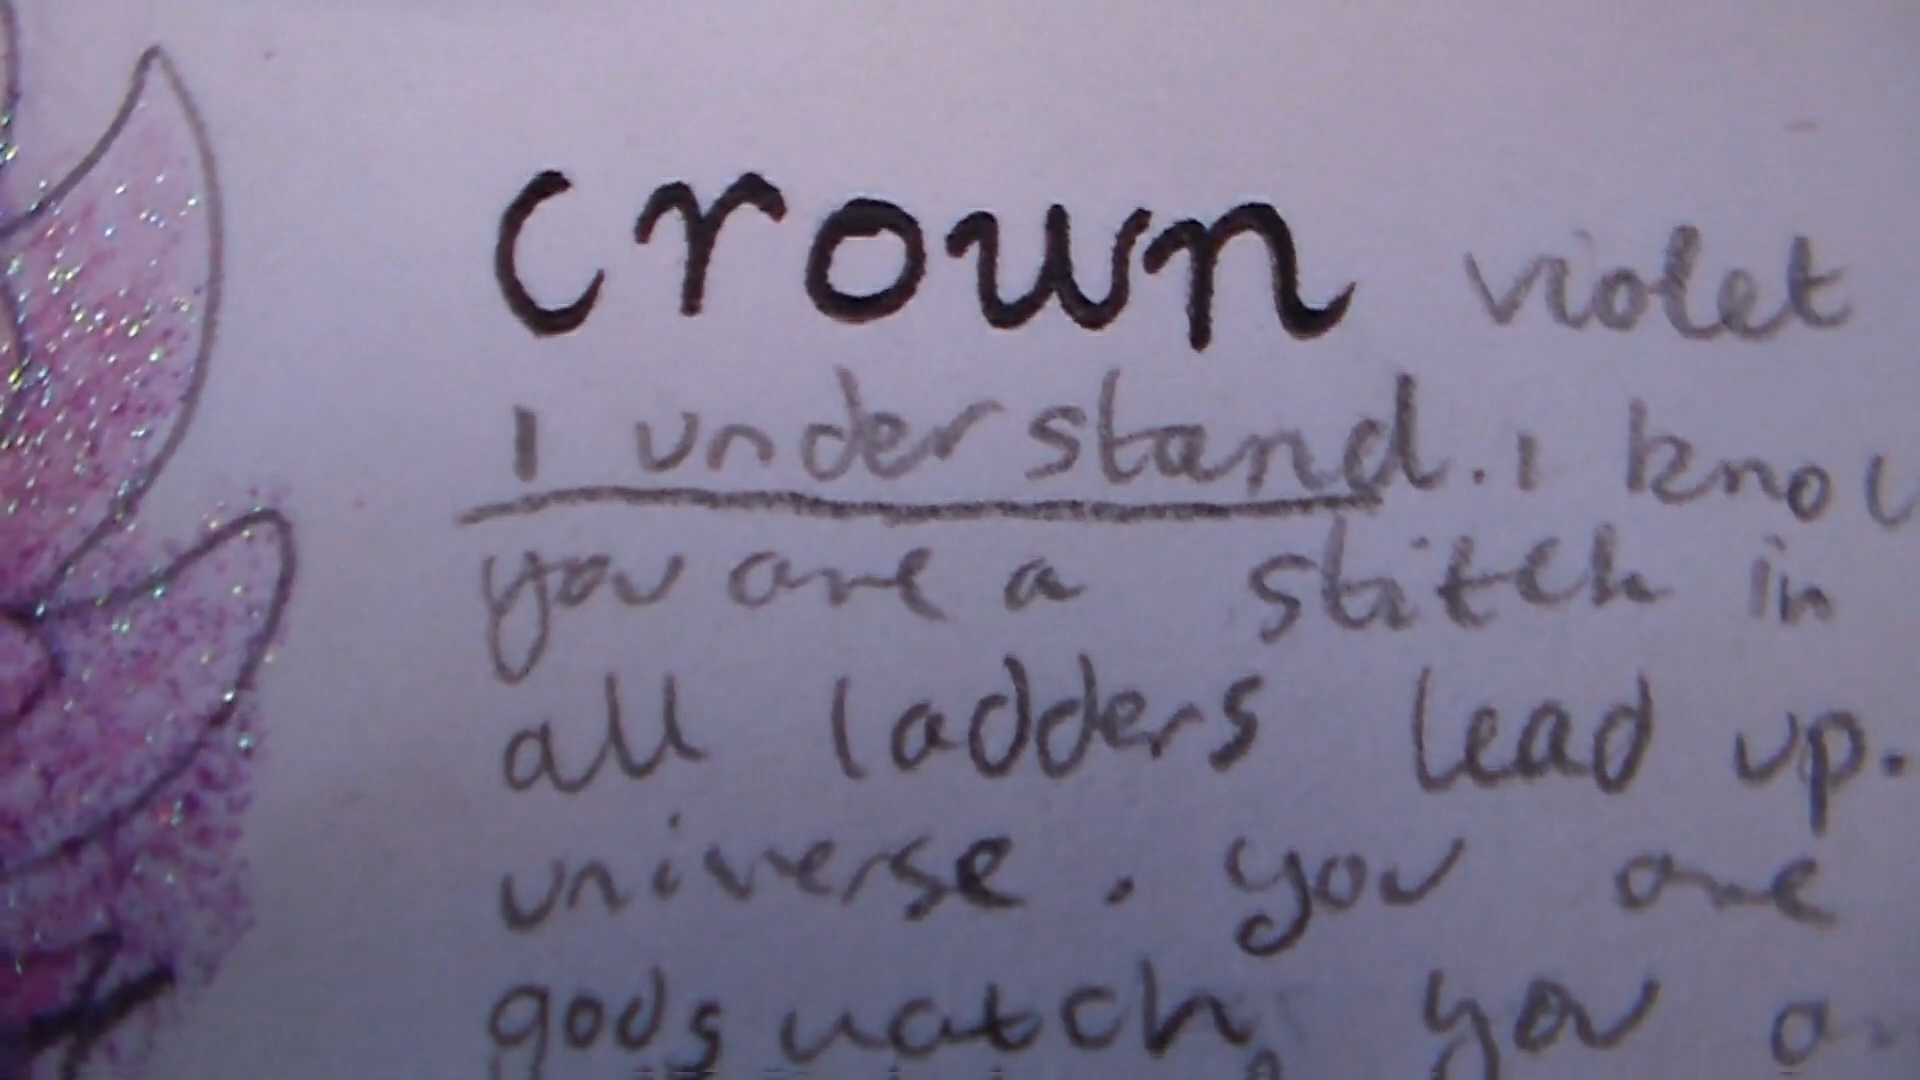 crown violet
I understand. I know
you are a stitch in
all ladders lead up.
universe. you are
gods watch you